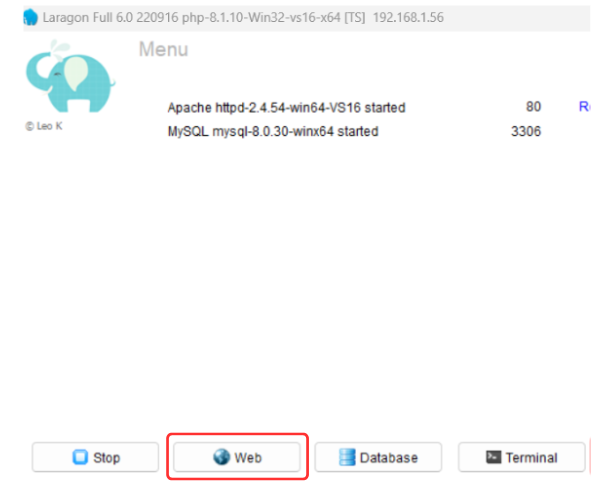 Laragon Full 6.0 220916 php-8.1.10-Win32-vs16-x64 [TS] 192.168.1.56
Menu
Apache httpd-2.4.54-win64-VS16 started 80
© Leo K
MySQL mysql-8.0.30-winx64 started 3306
Stop Web Database Terminal